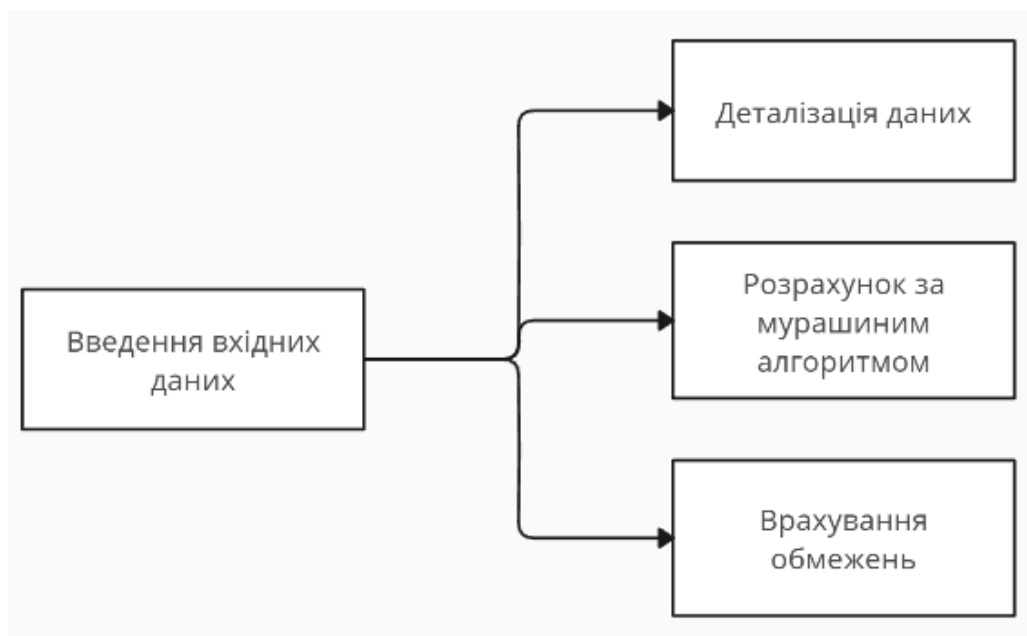 Деталізація даних
Розрахунок за
мурашиним
алгоритмом
Введення вхідних
даних
Врахування
обмежень